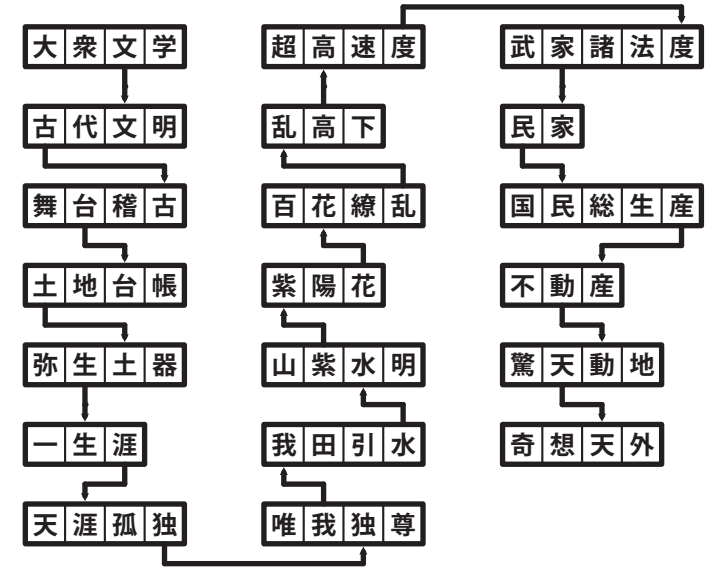 大衆文学
古代文明
舞台稽古
土地台帳
弥生土器
一生涯
天涯孤独
唯我独尊
我田引水
山紫水明
紫陽花
百花繚乱
乱高下
超高速度
武家諸法度
民家
国民総生産
不動産
驚天動地
奇想天外